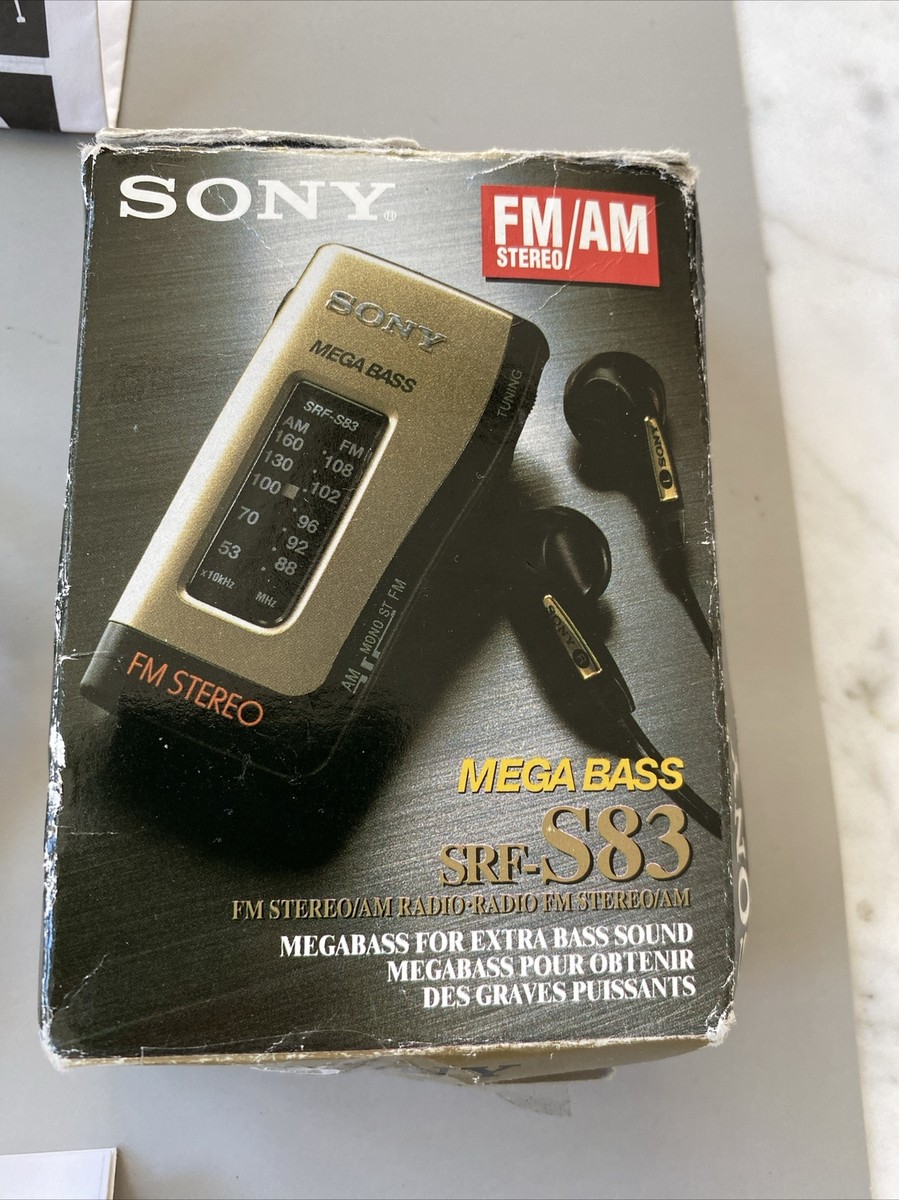 SONY®
FM/AM
STEREO
SONY
MEGA BASS
TUNING
SRF-S83
AM FM
160 108
130
100 102
70 96
92
53 88
x10kHz MHz
AM MONO ST FM
FM STEREO
SONY
SONY
MEGA BASS
SRF-S83
FM STEREO/AM RADIO·RADIO FM STEREO/AM
MEGABASS FOR EXTRA BASS SOUND
MEGABASS POUR OBTENIR
DES GRAVES PUISSANTS